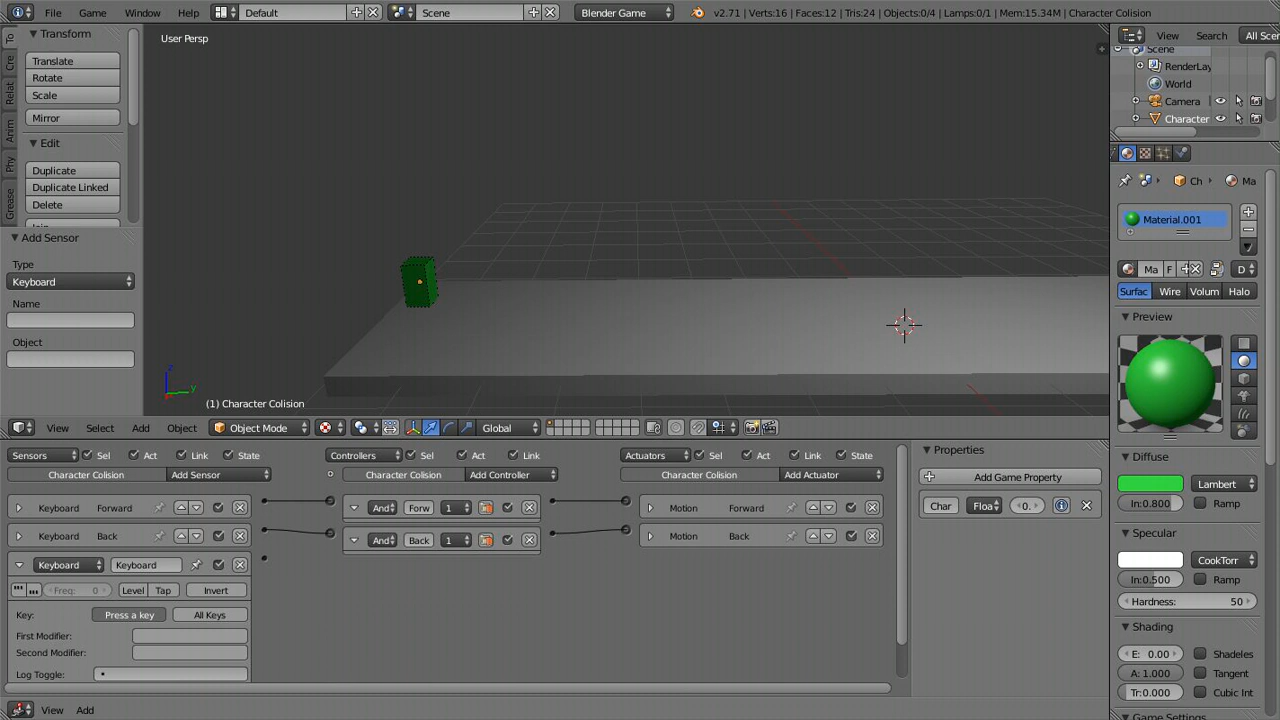 File Game Window Help Default Scene Blender Game v2.71 | Verts:16 | Faces:12 | Tris:24 | Objects:0/4 | Lamps:0/1 | Mem:15.34M | Character Colision
Transform
Translate
Rotate
Scale
Mirror
Edit
Duplicate
Duplicate Linked
Delete
To
Cre
Relat
Anim
Phy
Grease
Add Sensor
Type
Keyboard
Name
Object
User Persp
z
y
(1) Character Colision
View Select Add Object Object Mode Global
Sensors Sel Act Link State
Controllers Sel Act Link
Actuators Sel Act Link State
Character Colision Add Sensor
Character Colision Add Controller
Character Colision Add Actuator
Keyboard Forward
And Forw 1
Motion Forward
Keyboard Back
And Back 1
Motion Back
Keyboard Keyboard
Freq: 0 Level Tap Invert
Key: Press a key All Keys
First Modifier:
Second Modifier:
Log Toggle:
Properties
Add Game Property
Char Floa 0.
View Add
View Search All Scer
Scene
RenderLay
World
Camera
Character
Ch Ma
Material.001
Ma F D
Surfac Wire Volum Halo
Preview
Diffuse
Lambert
In:0.800 Ramp
Specular
CookTorr
In:0.500 Ramp
Hardness: 50
Shading
E: 0.00 Shadeles
A: 1.000 Tangent
Tr:0.000 Cubic Int
Game Settings